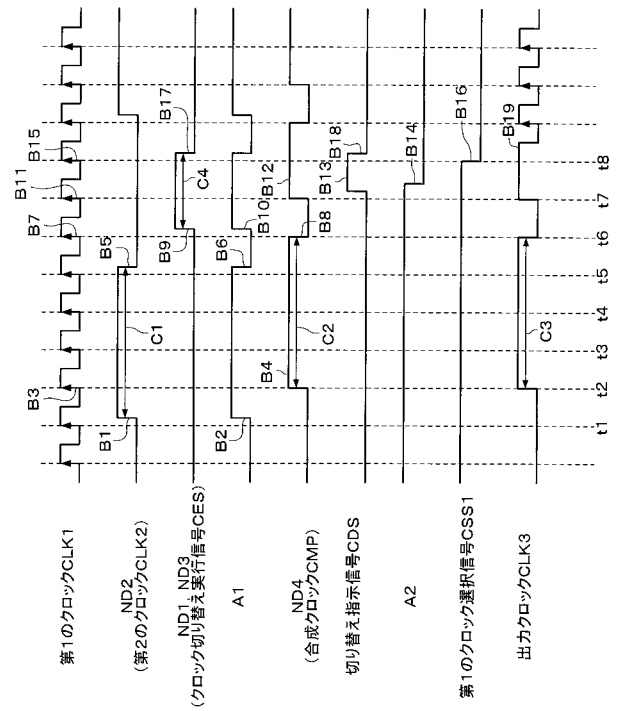 第1のクロックCLK1
B3
B7
B11
B15
ND2
(第2のクロックCLK2)
B1
C1
B5
ND1、ND3
(クロック切り替え実行信号CES)
B9
C4
B17
A1
B2
B6
B10
ND4
(合成クロックCMP)
B4
C2
B8
B12
切り替え指示信号CDS
B13
B18
A2
B14
第1のクロック選択信号CSS1
B16
出力クロックCLK3
C3
B19
t1
t2
t3
t4
t5
t6
t7
t8